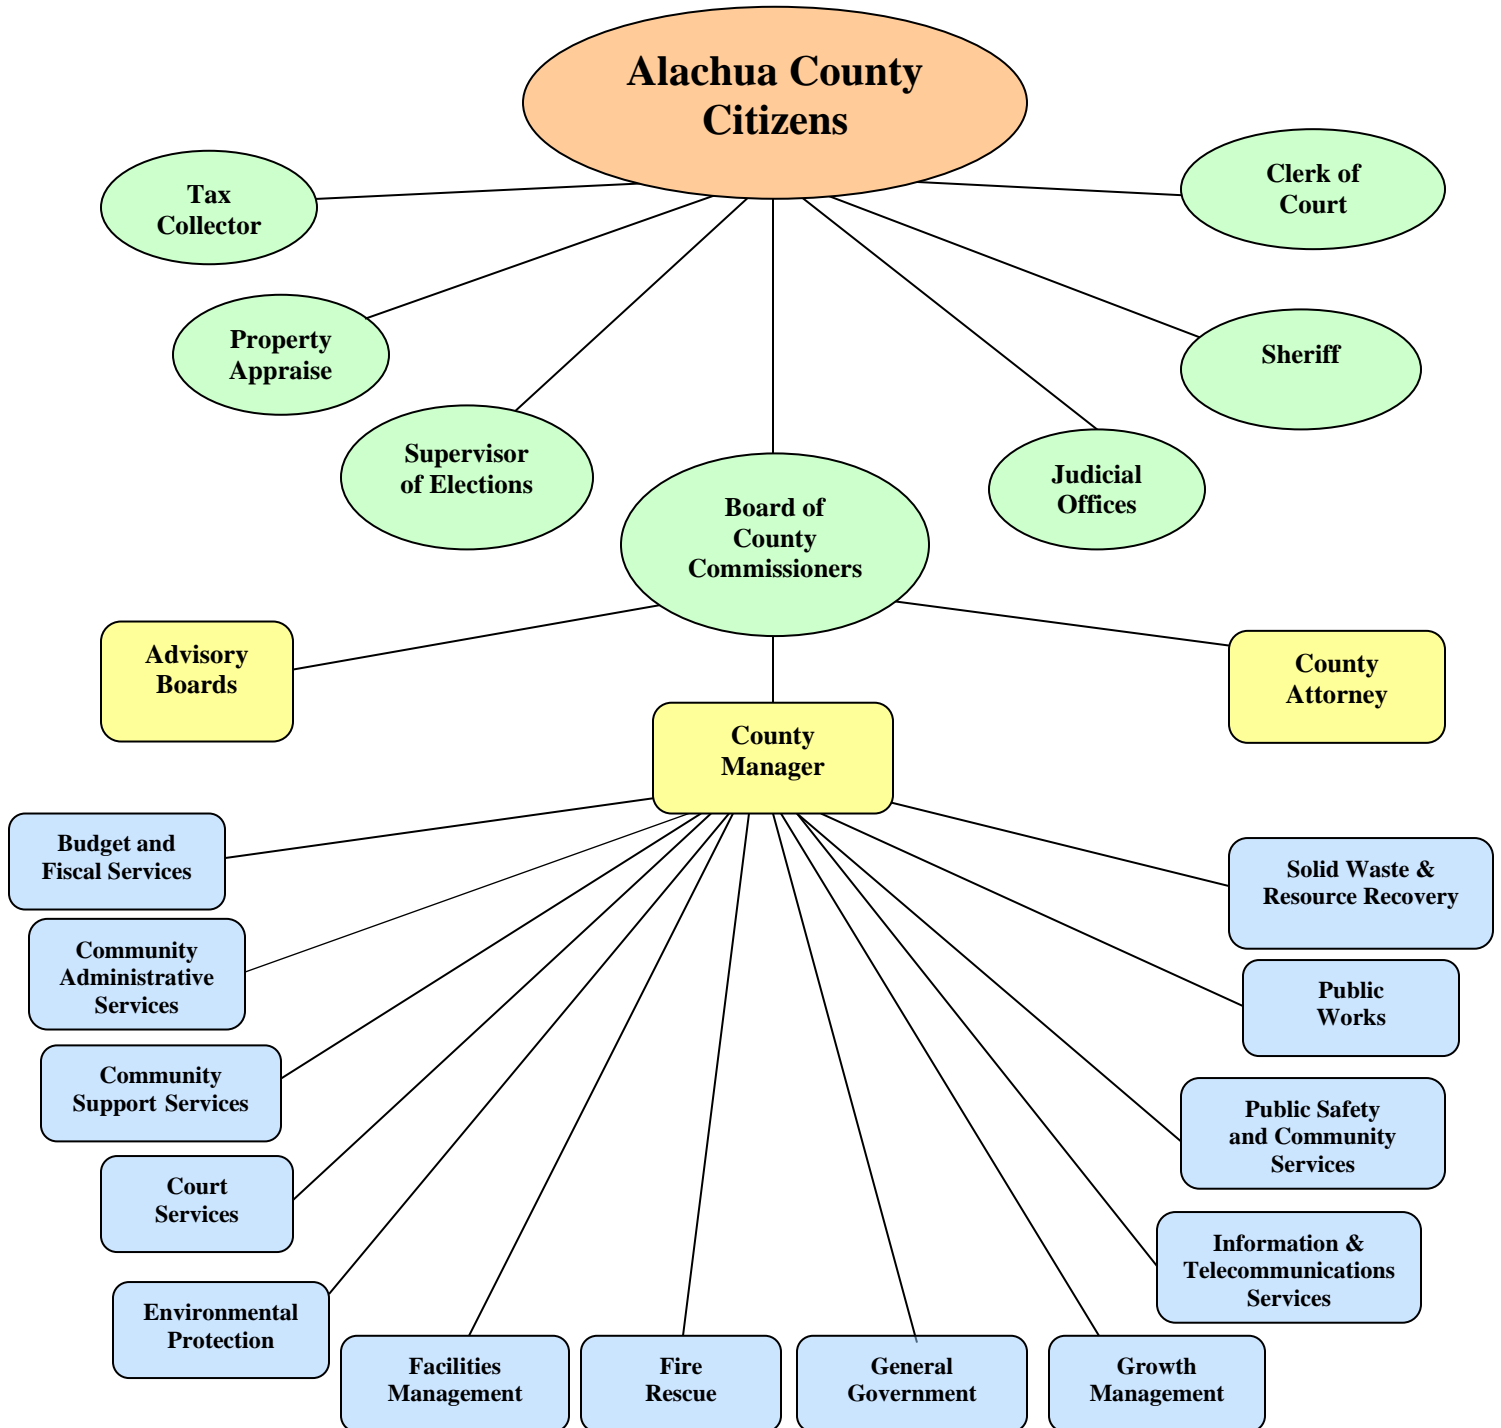 Alachua County
Citizens
Tax
Collector
Clerk of
Court
Property
Appraise
Sheriff
Supervisor
of Elections
Judicial
Offices
Board of
County
Commissioners
Advisory
Boards
County
Attorney
County
Manager
Budget and
Fiscal Services
Solid Waste &
Resource Recovery
Community
Administrative
Services
Public
Works
Community
Support Services
Public Safety
and Community
Services
Court
Services
Information &
Telecommunications
Services
Environmental
Protection
Facilities
Management
Fire
Rescue
General
Government
Growth
Management